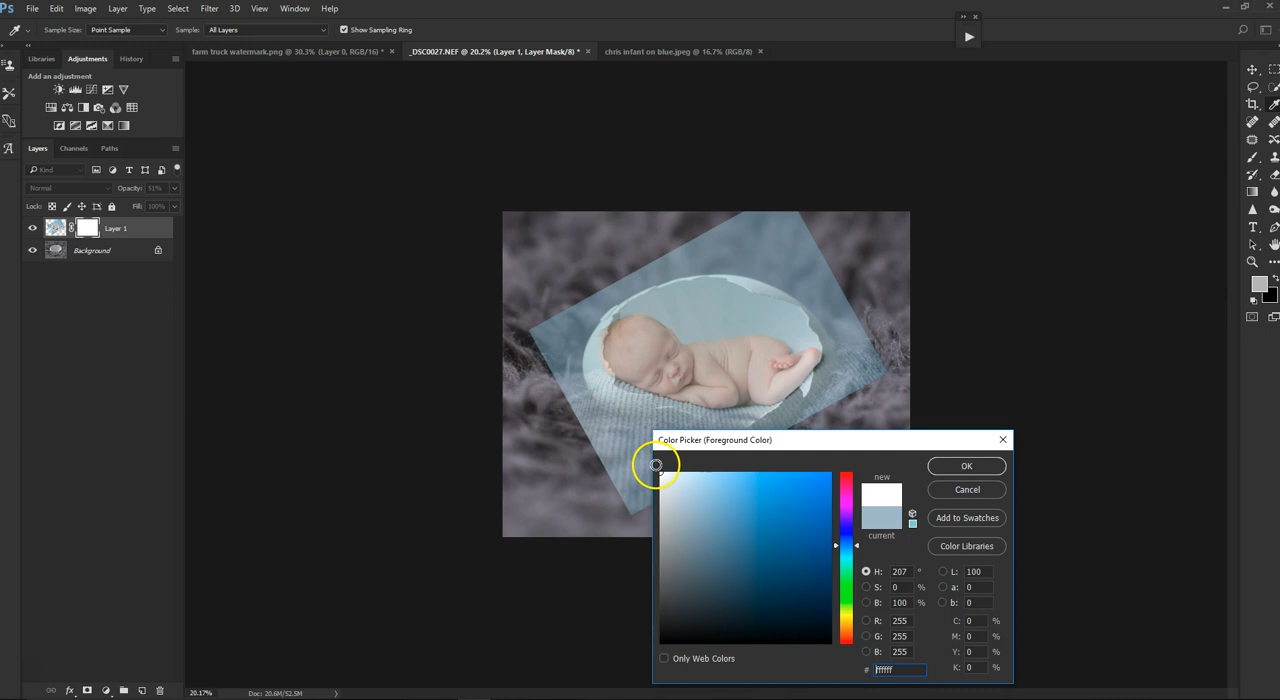 Ps File Edit Image Layer Type Select Filter 3D View Window Help
Sample Size: Point Sample Sample: All Layers Show Sampling Ring
farm truck watermark.png @ 30.3% (Layer 0, RGB/16) * × _DSC0027.NEF @ 20.2% (Layer 1, Layer Mask/8) * × chris infant on blue.jpeg @ 16.7% (RGB/8) ×
Libraries Adjustments History
Add an adjustment
Layers Channels Paths
Kind
Normal Opacity: 51%
Lock: Fill: 100%
Layer 1
Background
Color Picker (Foreground Color)
new
current
OK
Cancel
Add to Swatches
Color Libraries
H: 207 ° L: 100
S: 0 % a: 0
B: 100 % b: 0
R: 255 C: 0 %
G: 255 M: 0 %
B: 255 Y: 0 %
# ffffff K: 0 %
Only Web Colors
fx
20.17% Doc: 20.6M/52.5M